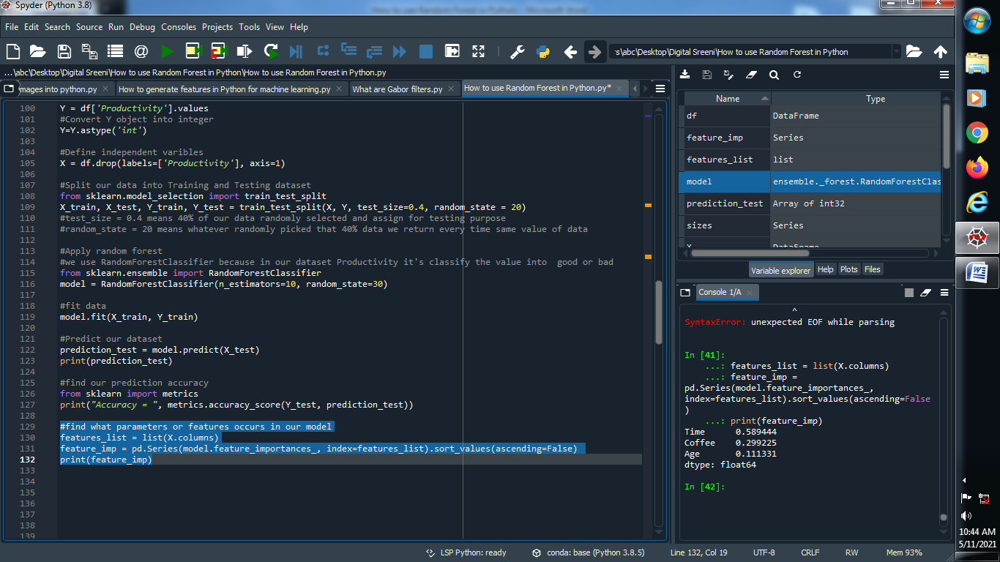 Spyder (Python 3.8)
How to use Random Forest in Python - Microsoft Word
File Edit Search Source Run Debug Consoles Projects Tools View Help
s\abc\Desktop\Digital Sreeni\How to use Random Forest in Python
...\abc\Desktop\Digital Sreeni\How to use Random Forest in Python\How to use Random Forest in Python.py
mages into python.py How to generate features in Python for machine learning.py What are Gabor filters.py How to use Random Forest in Python.py*
100 Y = df['Productivity'].values
101 #Convert Y object into integer
102 Y=Y.astype('int')
103
104 #Define independent varibles
105 X = df.drop(labels=['Productivity'], axis=1)
106
107 #Split our data into Training and Testing dataset
108 from sklearn.model_selection import train_test_split
109 X_train, X_test, Y_train, Y_test = train_test_split(X, Y, test_size=0.4, random_state = 20)
110 #test_size = 0.4 means 40% of our data randomly selected and assign for testing purpose
111 #random_state = 20 means whatever randomly picked that 40% data we return every time same value of data
112
113 #Apply random forest
114 #we use RandomForestClassifier because in our dataset Productivity it's classify the value into  good or bad
115 from sklearn.ensemble import RandomForestClassifier
116 model = RandomForestClassifier(n_estimators=10, random_state=30)
117
118 #fit data
119 model.fit(X_train, Y_train)
120
121 #Predict our dataset
122 prediction_test = model.predict(X_test)
123 print(prediction_test)
124
125 #find our prediction accuracy
126 from sklearn import metrics
127 print("Accuracy = ", metrics.accuracy_score(Y_test, prediction_test))
128
129 #find what parameters or features occurs in our model
130 features_list = list(X.columns)
131 feature_imp = pd.Series(model.feature_importances_, index=features_list).sort_values(ascending=False)
132 print(feature_imp)
133
134
135
136
137
138
139
Name Type
df DataFrame
feature_imp Series
features_list list
model ensemble._forest.RandomForestClas
prediction_test Array of int32
sizes Series
X DataFrame
Variable explorer Help Plots Files
Console 1/A
^
SyntaxError: unexpected EOF while parsing
In [41]:
...: features_list = list(X.columns)
...: feature_imp =
pd.Series(model.feature_importances_,
index=features_list).sort_values(ascending=False
)
...: print(feature_imp)
Time 0.589444
Coffee 0.299225
Age 0.111331
dtype: float64
In [42]:
LSP Python: ready conda: base (Python 3.8.5) Line 132, Col 19 UTF-8 CRLF RW Mem 93%
10:44 AM
5/11/2021